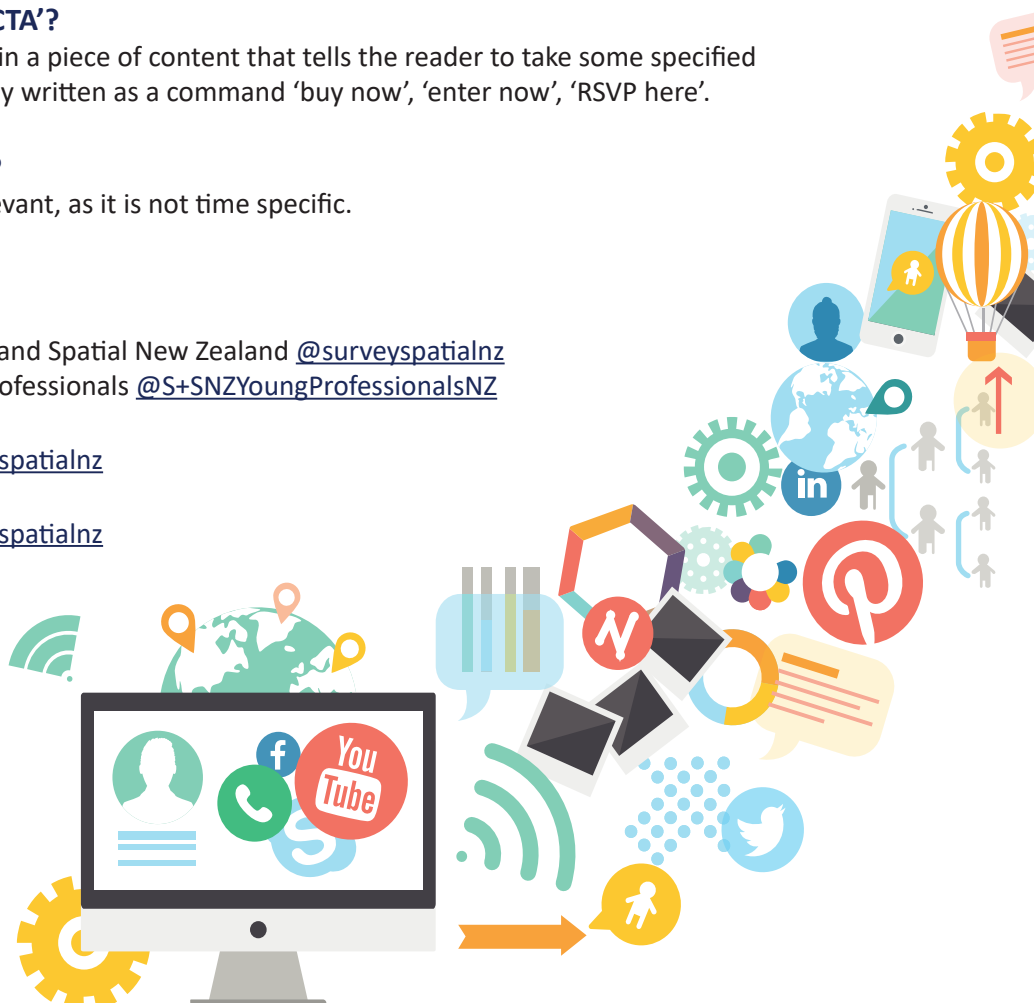 CTA’?
in a piece of content that tells the reader to take some specified
y written as a command ‘buy now’, ‘enter now’, ‘RSVP here’.
?
evant, as it is not time specific.
and Spatial New Zealand @surveyspatialnz
ofessionals @S+SNZYoungProfessionalsNZ
spatialnz
spatialnz
in
f
You
Tube